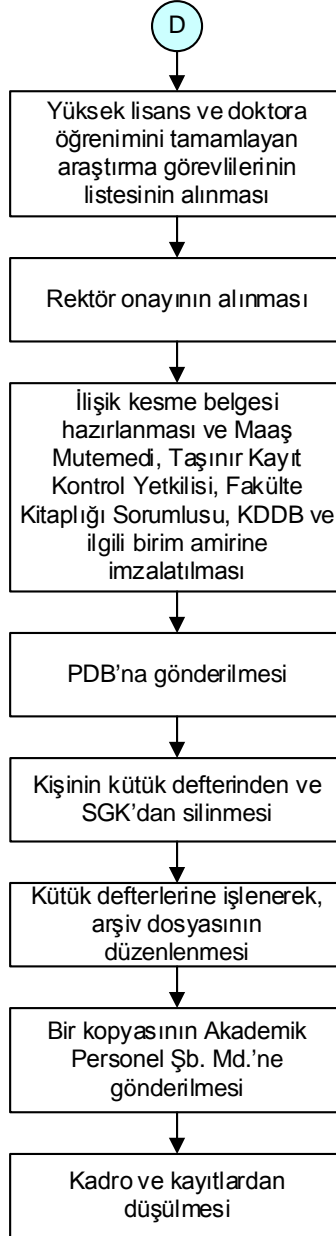 D
Yüksek lisans ve doktora
öğrenimini tamamlayan
araştırma görevlilerinin
listesinin alınması
Rektör onayının alınması
İlişik kesme belgesi
hazırlanması ve Maaş
Mutemedi, Taşınır Kayıt
Kontrol Yetkilisi, Fakülte
Kitaplığı Sorumlusu, KDDB ve
ilgili birim amirine
imzalatılması
PDB’na gönderilmesi
Kişinin kütük defterinden ve
SGK’dan silinmesi
Kütük defterlerine işlenerek,
arşiv dosyasının
düzenlenmesi
Bir kopyasının Akademik
Personel Şb. Md.’ne
gönderilmesi
Kadro ve kayıtlardan
düşülmesi